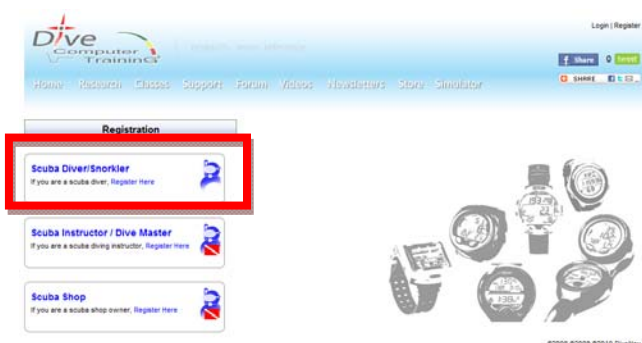 Login | Register
Dive
Computer
Training
Share 0 tweet
SHARE
Home Research Classes Support Forum Videos Newsletters Store Simulator
Registration
Scuba Diver/Snorkler
If you are a scuba diver, Register Here
Scuba Instructor / Dive Master
If you are a scuba diving instructor, Register Here
Scuba Shop
If you are a scuba shop owner, Register Here